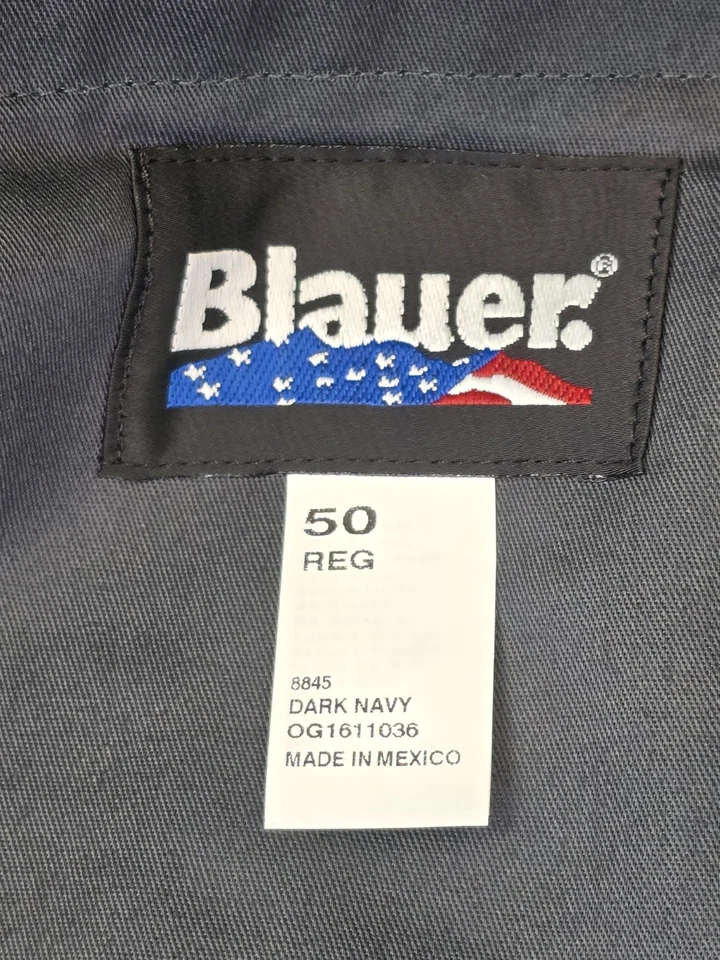 Blauer.®
50
REG
8845
DARK NAVY
OG1611036
MADE IN MEXICO